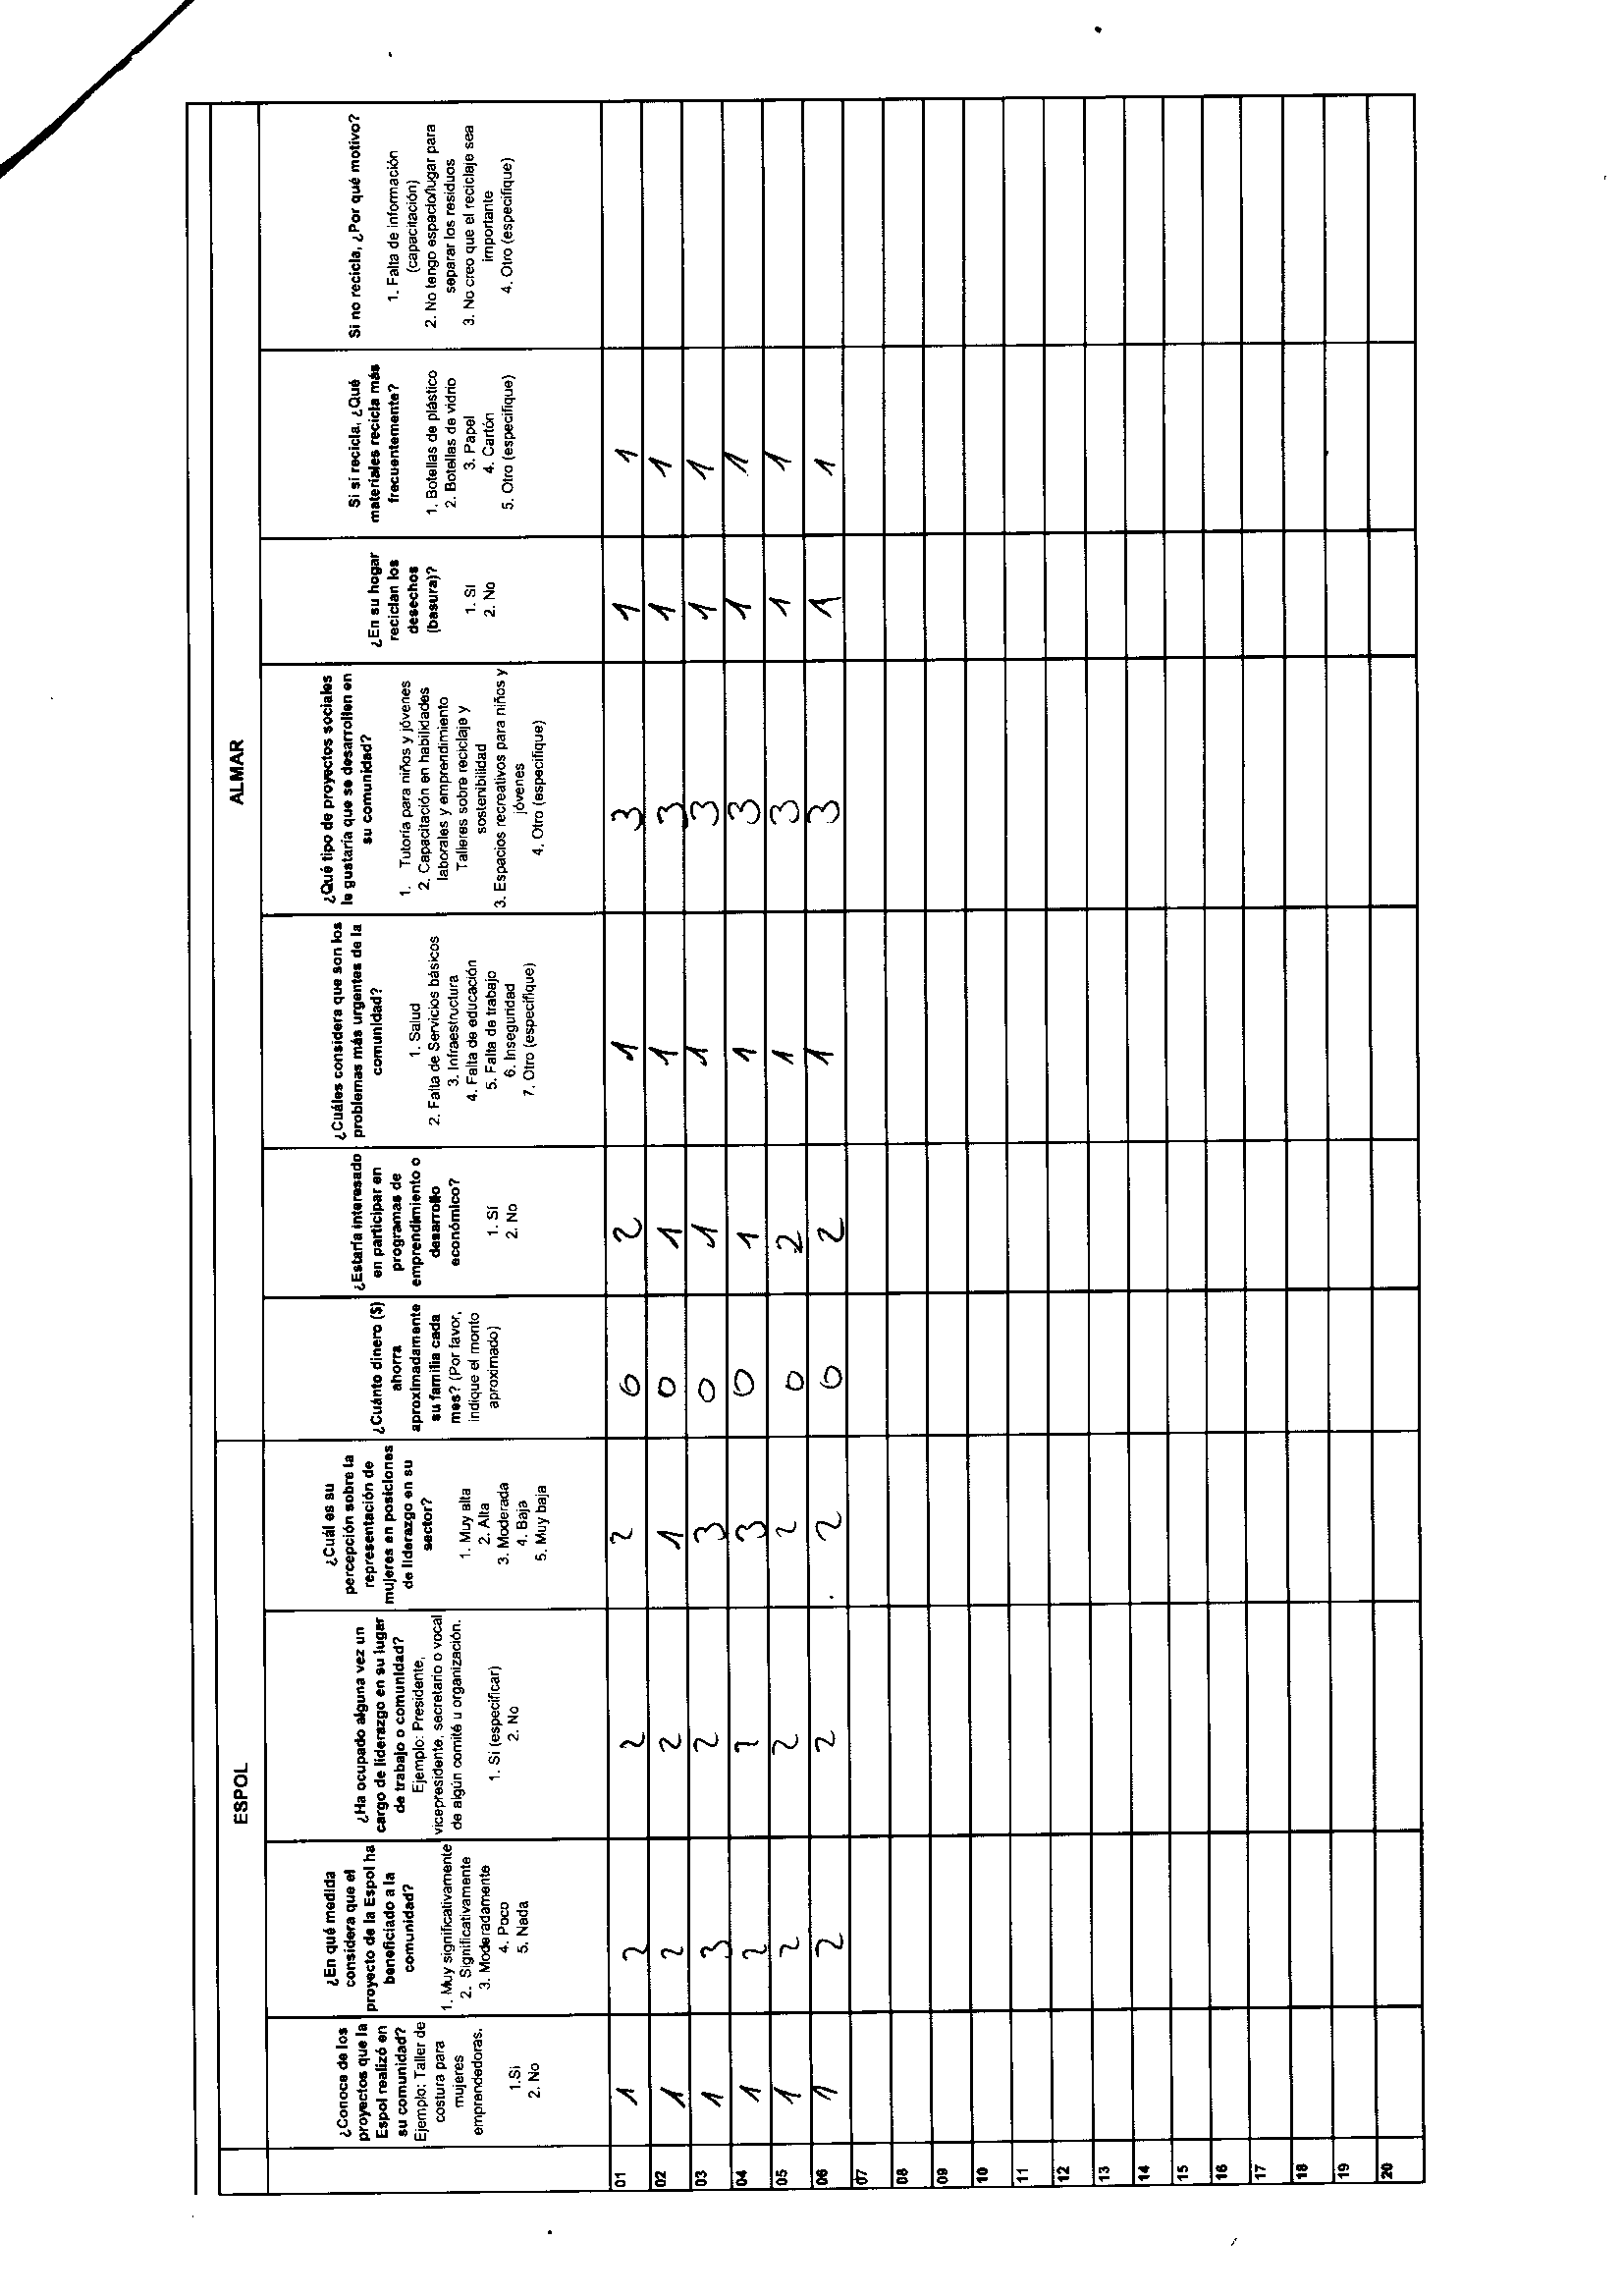 ESPOL
ALMAR
¿Conoce de los
proyectos que la
Espol realizó en
su comunidad?
Ejemplo: Taller de
costura para
mujeres
emprendedoras.
1.Si
2. No
¿En qué medida
considera que el
proyecto de la Espol ha
beneficiado a la
comunidad?
1. Muy significativamente
2. Significativamente
3. Moderadamente
4. Poco
5. Nada
¿Ha ocupado alguna vez un
cargo de liderazgo en su lugar
de trabajo o comunidad?
Ejemplo: Presidente,
vicepresidente, secretario o vocal
de algún comité u organización.
1. Si (especificar)
2. No
¿Cuál es su
percepción sobre la
representación de
mujeres en posiciones
de liderazgo en su
sector?
1. Muy alta
2. Alta
3. Moderada
4. Baja
5. Muy baja
¿Cuánto dinero ($)
ahorra
aproximadamente
su familia cada
mes? (Por favor,
indique el monto
aproximado)
¿Estaría interesado
en participar en
programas de
emprendimiento o
desarrollo
económico?
1. Sí
2. No
¿Cuáles considera que son los
problemas más urgentes de la
comunidad?
1. Salud
2. Falta de Servicios básicos
3. Infraestructura
4. Falta de educación
5. Falta de trabajo
6. Inseguridad
7. Otro (especifique)
¿Qué tipo de proyectos sociales
le gustaría que se desarrollen en
su comunidad?
1. Tutoría para niños y jóvenes
2. Capacitación en habilidades
laborales y emprendimiento
Talleres sobre reciclaje y
sostenibilidad
3. Espacios recreativos para niños y
jóvenes
4. Otro (especifique)
¿En su hogar
reciclan los
desechos
(basura)?
1. Sí
2. No
Si sí recicla, ¿Qué
materiales recicla más
frecuentemente?
1. Botellas de plástico
2. Botellas de vidrio
3. Papel
4. Cartón
5. Otro (especifique)
Si no recicla, ¿Por qué motivo?
1. Falta de información
(capacitación)
2. No tengo espacio/lugar para
separar los residuos
3. No creo que el reciclaje sea
importante
4. Otro (especifique)
01 1 2 2 2 0 2 1 3 1 1
02 1 2 2 1 0 1 1 3 1 1
03 1 3 2 3 0 1 1 3 1 1
04 1 2 2 3 0 1 1 3 1 1
05 1 2 2 2 0 2 1 3 1 1
06 1 2 2 2 0 2 1 3 1 1
07
08
09
10
11
12
13
14
15
16
17
18
19
20